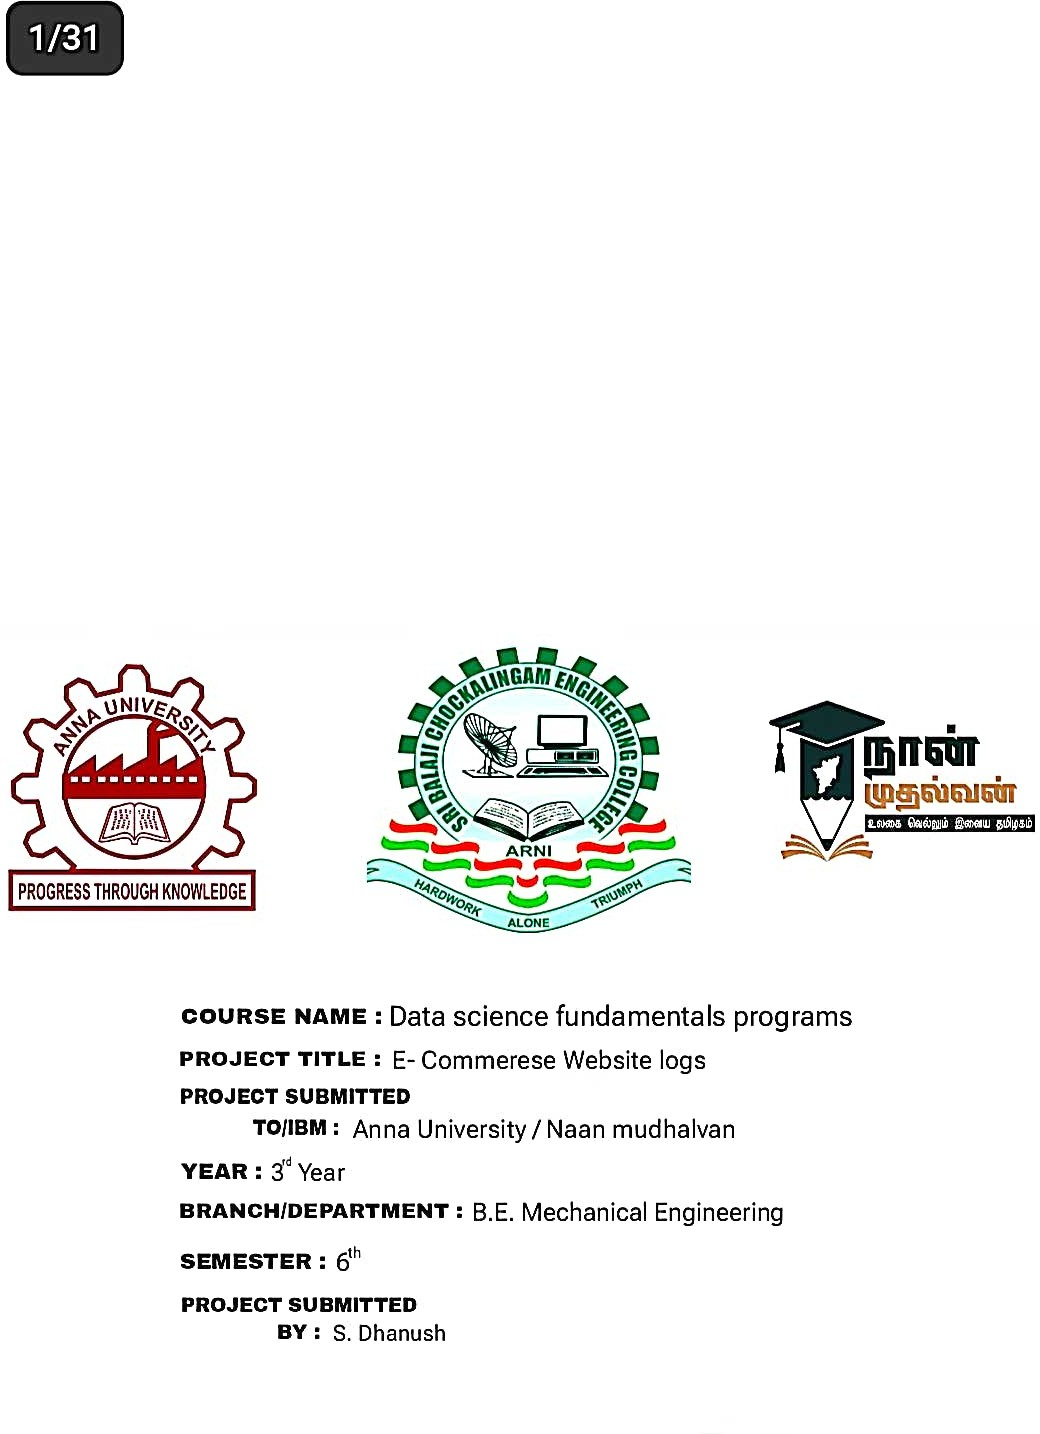 1/31
ANNA UNIVERSITY
PROGRESS THROUGH KNOWLEDGE
SRI BALAJI CHOCKALINGAM ENGINEERING COLLEGE
ARNI
HARDWORK ALONE TRIUMPH
நான்
முதல்வன்
உலகை வெல்லும் இளைய தமிழகம்
COURSE NAME : Data science fundamentals programs
PROJECT TITLE : E- Commerese Website logs
PROJECT SUBMITTED
TO/IBM : Anna University / Naan mudhalvan
YEAR : 3rd Year
BRANCH/DEPARTMENT : B.E. Mechanical Engineering
SEMESTER : 6th
PROJECT SUBMITTED
BY : S. Dhanush